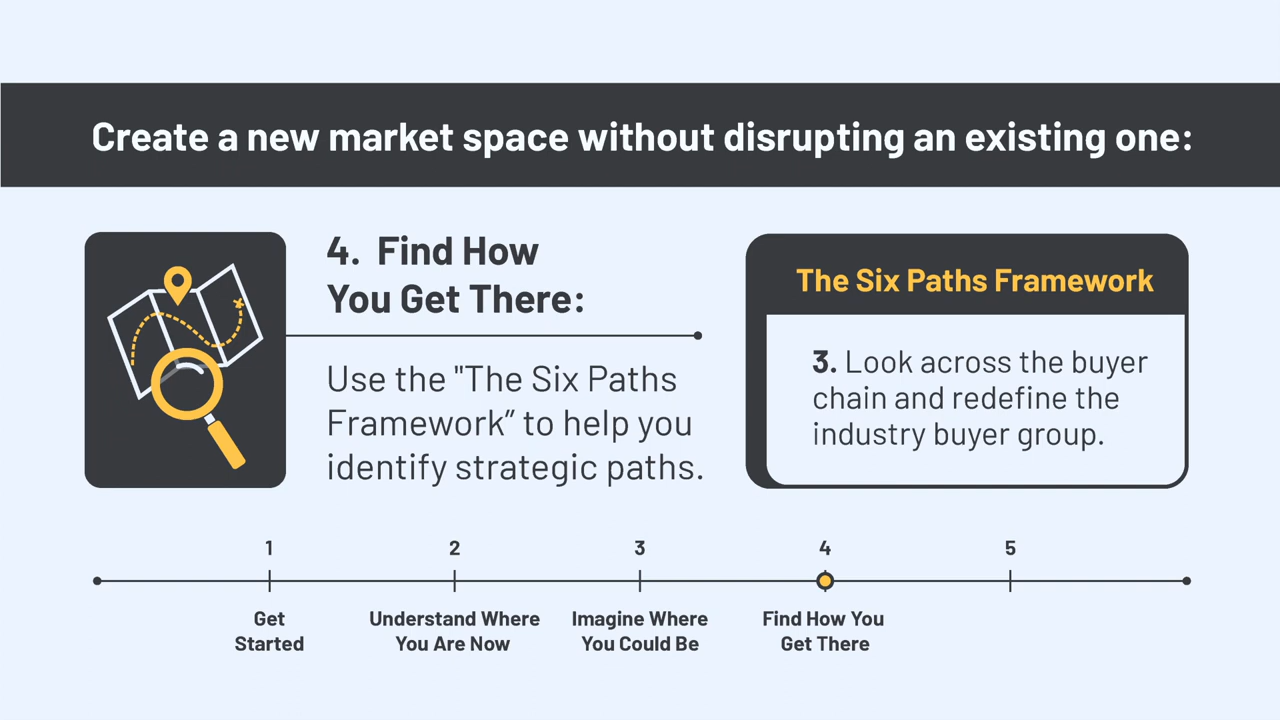 Create a new market space without disrupting an existing one:
4. Find How
You Get There:
Use the "The Six Paths
Framework” to help you
identify strategic paths.
The Six Paths Framework
3. Look across the buyer
chain and redefine the
industry buyer group.
1
2
3
4
5
Get
Started
Understand Where
You Are Now
Imagine Where
You Could Be
Find How You
Get There